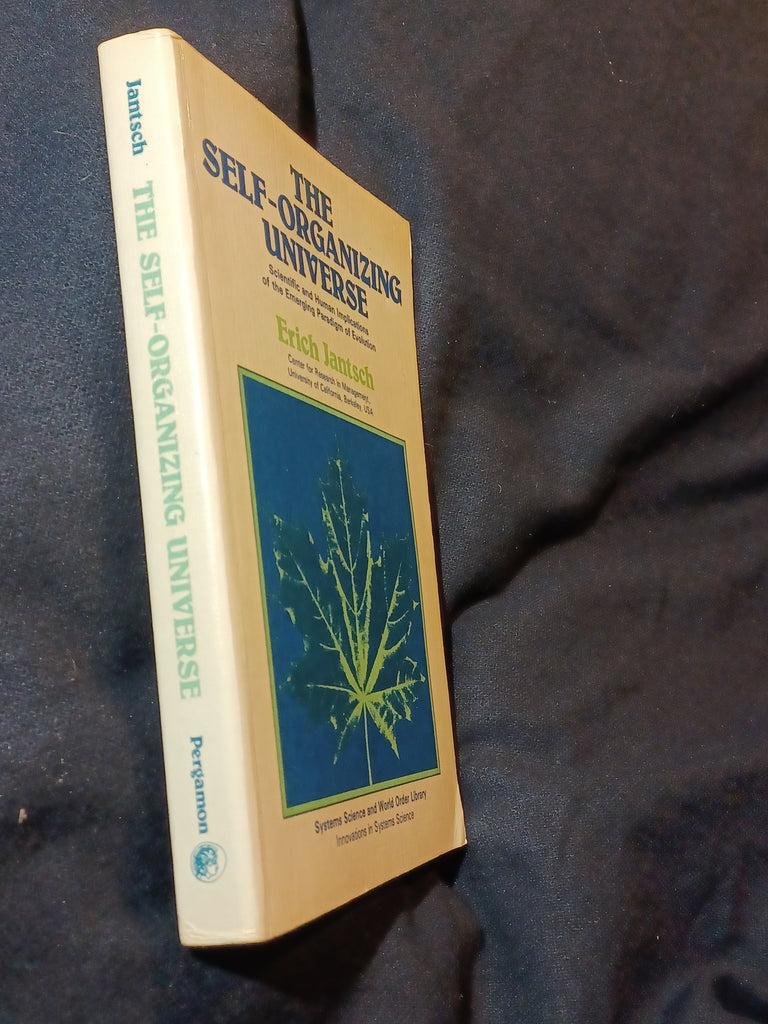 Jantsch
THE SELF-ORGANIZING UNIVERSE
Pergamon
THE
SELF-ORGANIZING
UNIVERSE
Scientific and Human Implications
of the Emerging Paradigm of Evolution
Erich Jantsch
Center for Research in Management,
University of California, Berkeley, USA
Systems Science and World Order Library
Innovations in Systems Science